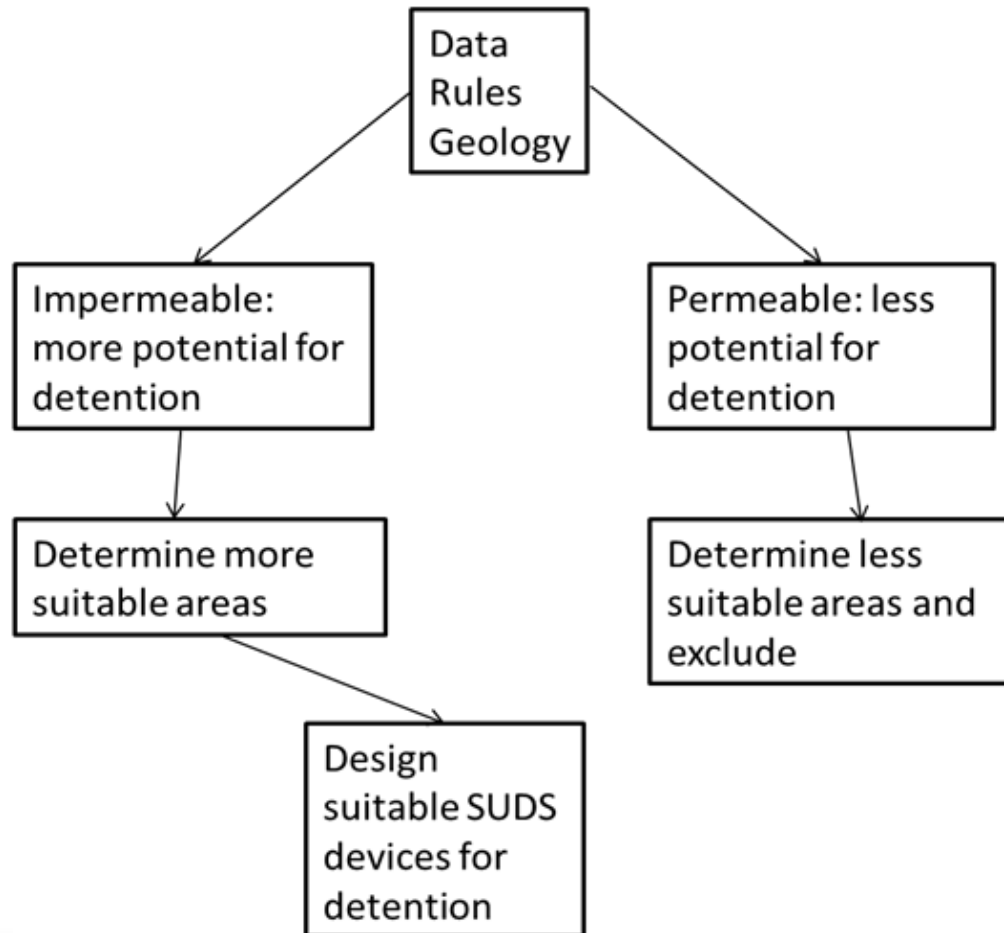 Data
Rules
Geology
Impermeable:
more potential for
detention
Permeable: less
potential for
detention
Determine more
suitable areas
Determine less
suitable areas and
exclude
Design
suitable SUDS
devices for
detention